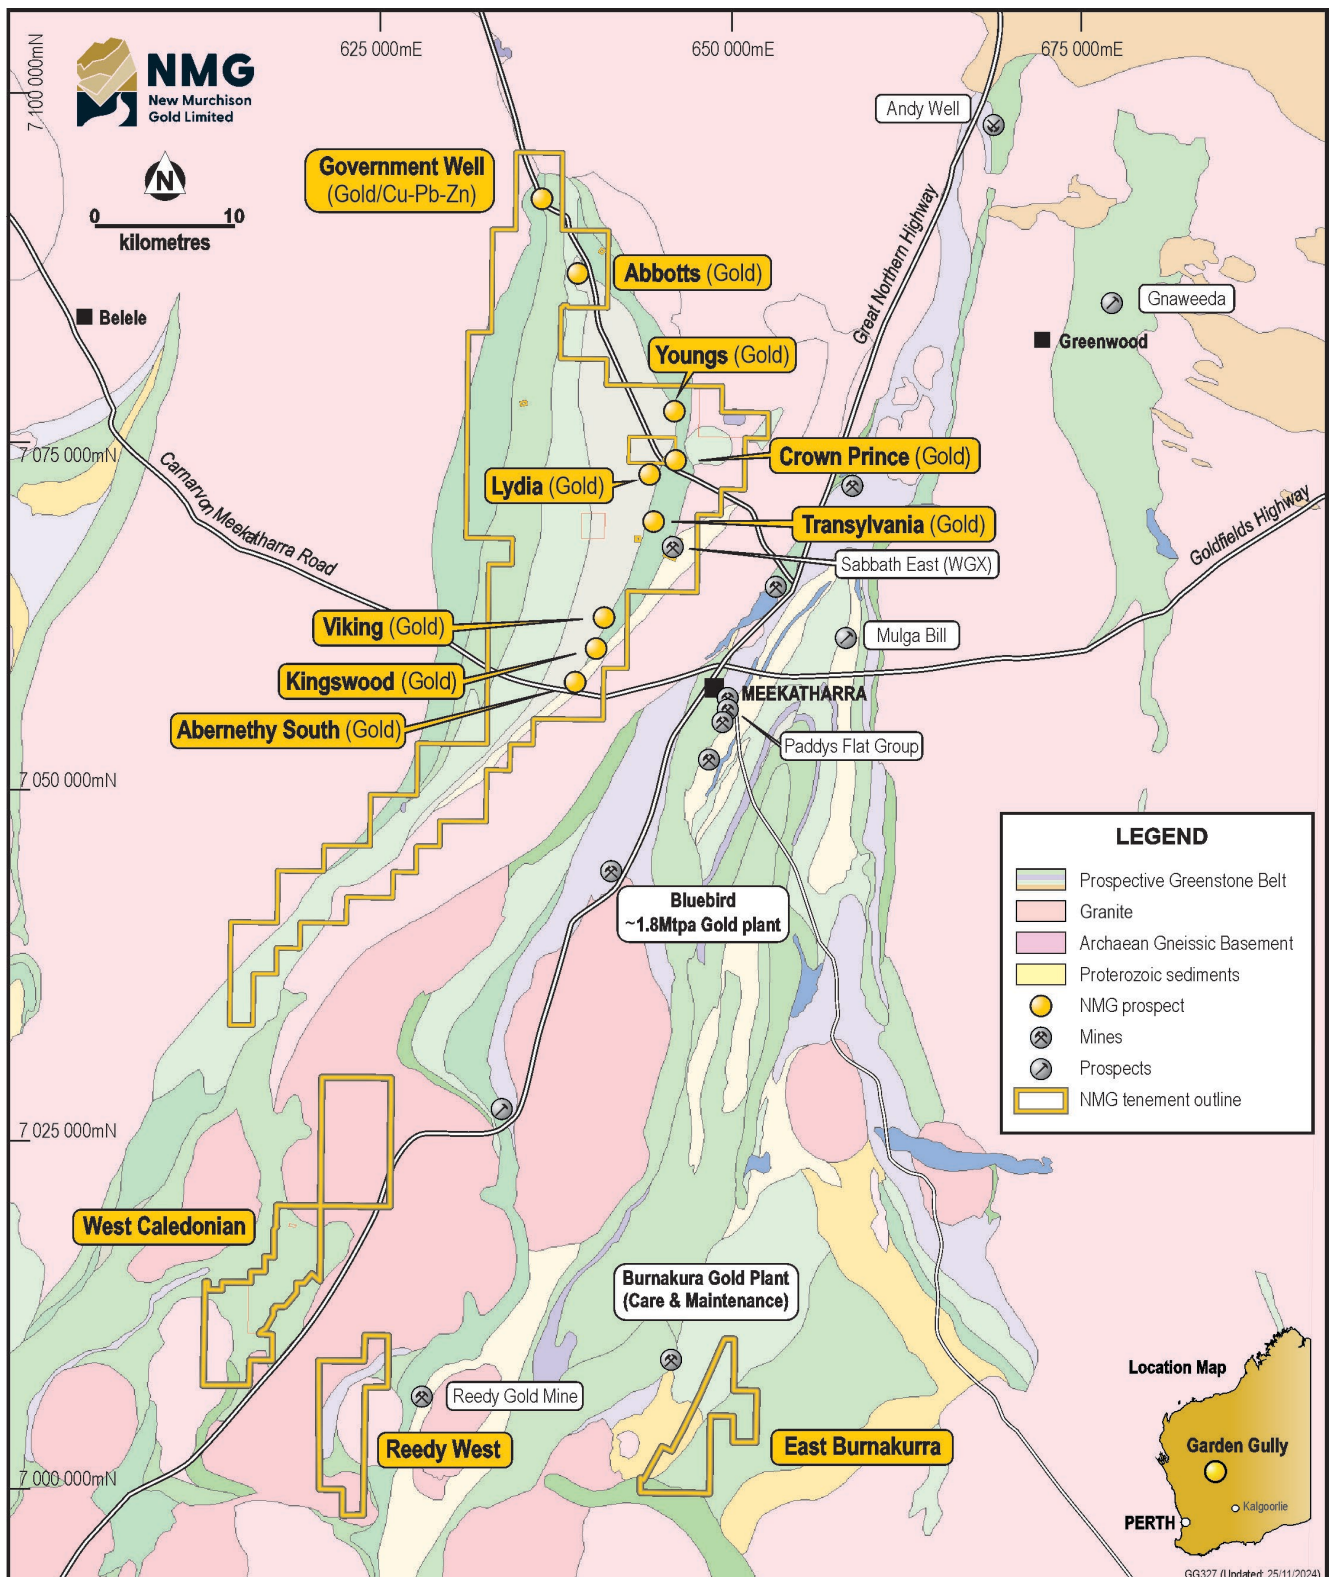 625 000mE
650 000mE
675 000mE
7 100 000mN
NMG
New Murchison
Gold Limited
N
0 10
kilometres
Andy Well
Government Well
(Gold/Cu-Pb-Zn)
Great Northern Highway
Abbotts (Gold)
Gnaweeda
Belele
Greenwood
Youngs (Gold)
7 075 000mN
Crown Prince (Gold)
Carnarvon Meekatharra Road
Lydia (Gold)
Goldfields Highway
Transylvania (Gold)
Sabbath East (WGX)
Viking (Gold)
Mulga Bill
Kingswood (Gold)
MEEKATHARRA
Abernethy South (Gold)
Paddys Flat Group
7 050 000mN
LEGEND
Prospective Greenstone Belt
Granite
Archaean Gneissic Basement
Proterozoic sediments
NMG prospect
Mines
Prospects
NMG tenement outline
Bluebird
~1.8Mtpa Gold plant
7 025 000mN
West Caledonian
Burnakura Gold Plant
(Care & Maintenance)
Location Map
Reedy Gold Mine
Reedy West
East Burnakurra
Garden Gully
7 000 000mN
Kalgoorlie
PERTH
GG327 (Updated: 25/11/2024)